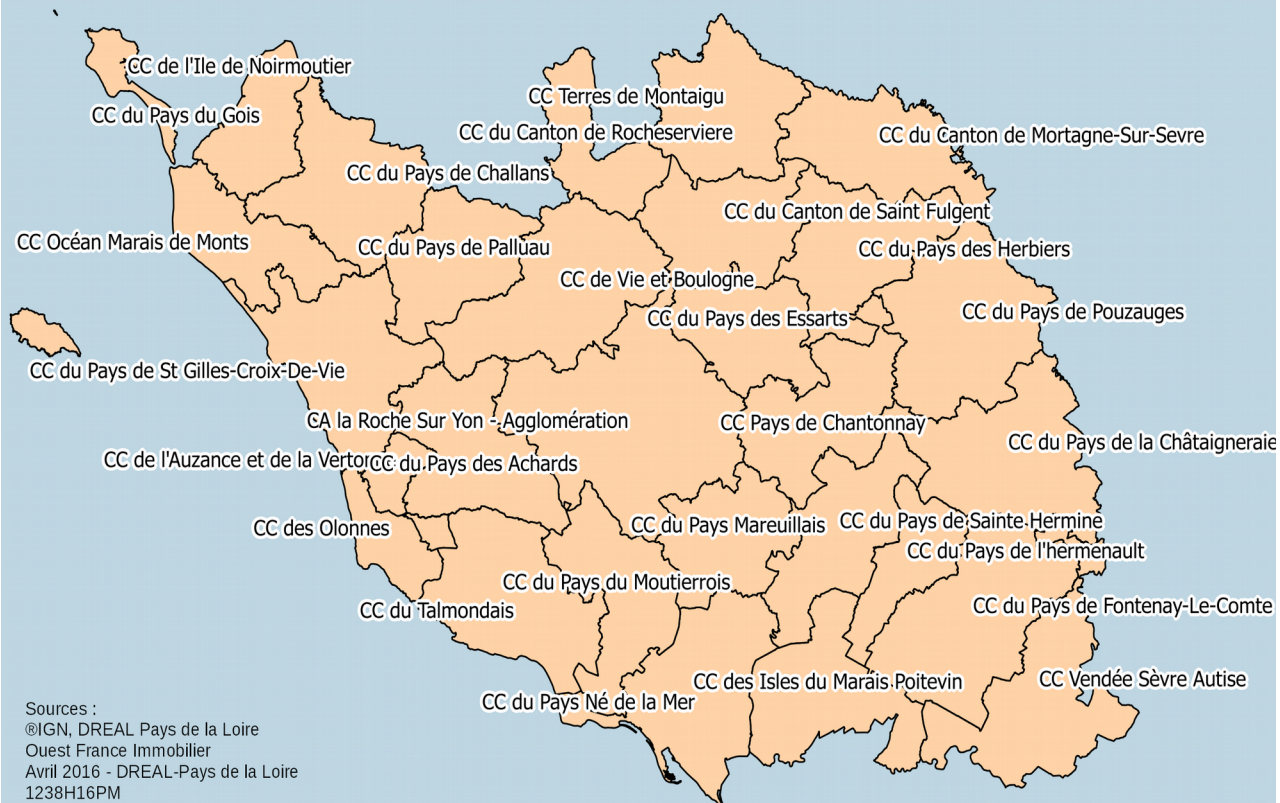 CC de l'Ile de Noirmoutier
CC Terres de Montaigu
CC du Pays du Gois
CC du Canton de Rocheserviere
CC du Canton de Mortagne-Sur-Sevre
CC du Pays de Challans
CC du Canton de Saint Fulgent
CC Océan Marais de Monts
CC du Pays de Palluau
CC du Pays des Herbiers
CC de Vie et Boulogne
CC du Pays de Pouzauges
CC du Pays des Essarts
CC du Pays de St Gilles-Croix-De-Vie
CA la Roche Sur Yon - Agglomération
CC Pays de Chantonnay
CC du Pays de la Châtaigneraie
CC de l'Auzance et de la
CC du Pays des Achards
CC des Olonnes
CC du Pays Mareuillais
CC du Pays de Sainte Hermine
CC du Pays de l'hermenault
CC du Pays du Moutierrois
CC du Talmondais
CC du Pays de Fontenay-Le-Comte
CC des Isles du Marais Poitevin
CC Vendée Sèvre Autise
CC du Pays Né de la Mer
Sources :
®IGN, DREAL Pays de la Loire
Ouest France Immobilier
Avril 2016 - DREAL-Pays de la Loire
1238H16PM